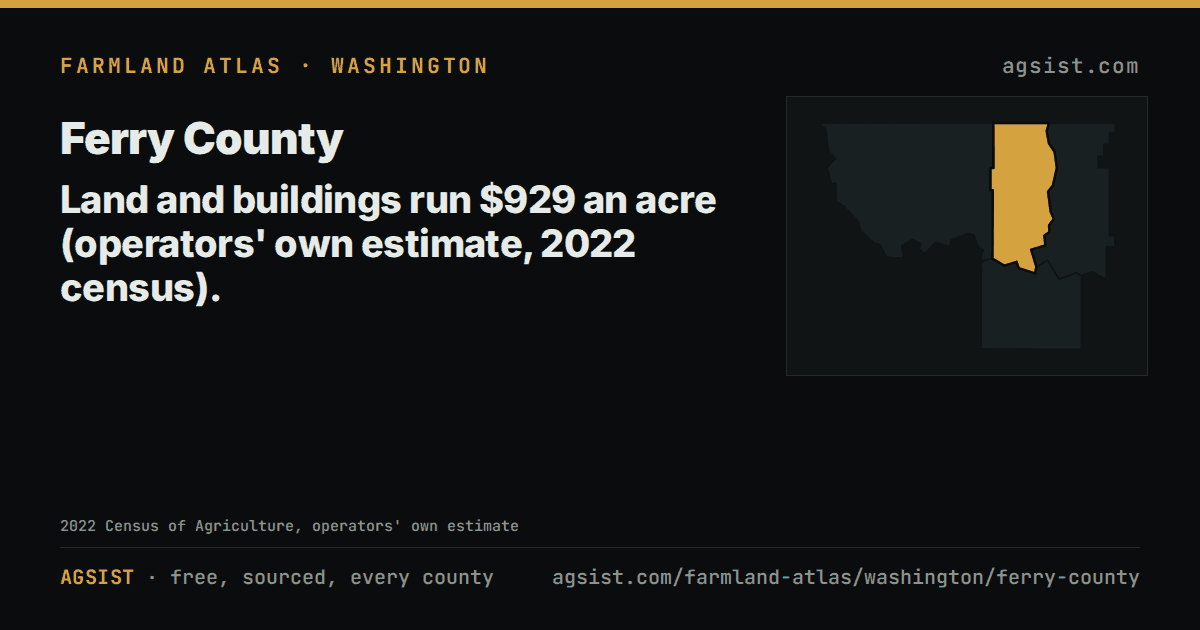 FARMLAND ATLAS · WASHINGTON
agsist.com
Ferry County
Land and buildings run $929 an acre
(operators' own estimate, 2022
census).
2022 Census of Agriculture, operators' own estimate
AGSIST · free, sourced, every county
agsist.com/farmland-atlas/washington/ferry-county